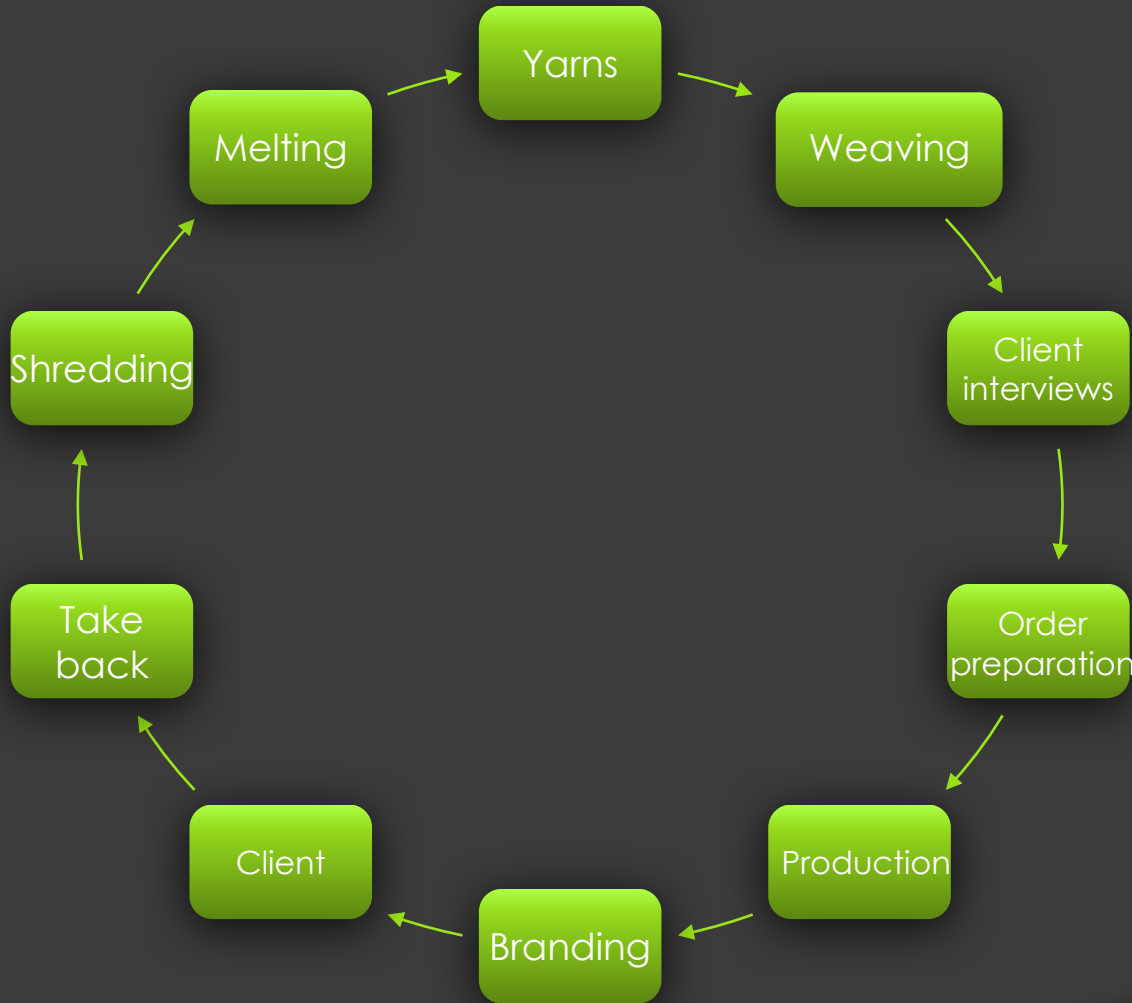 Yarns
Weaving
Client
interviews
Order
preparation
Production
Branding
Client
Take
back
Shredding
Melting